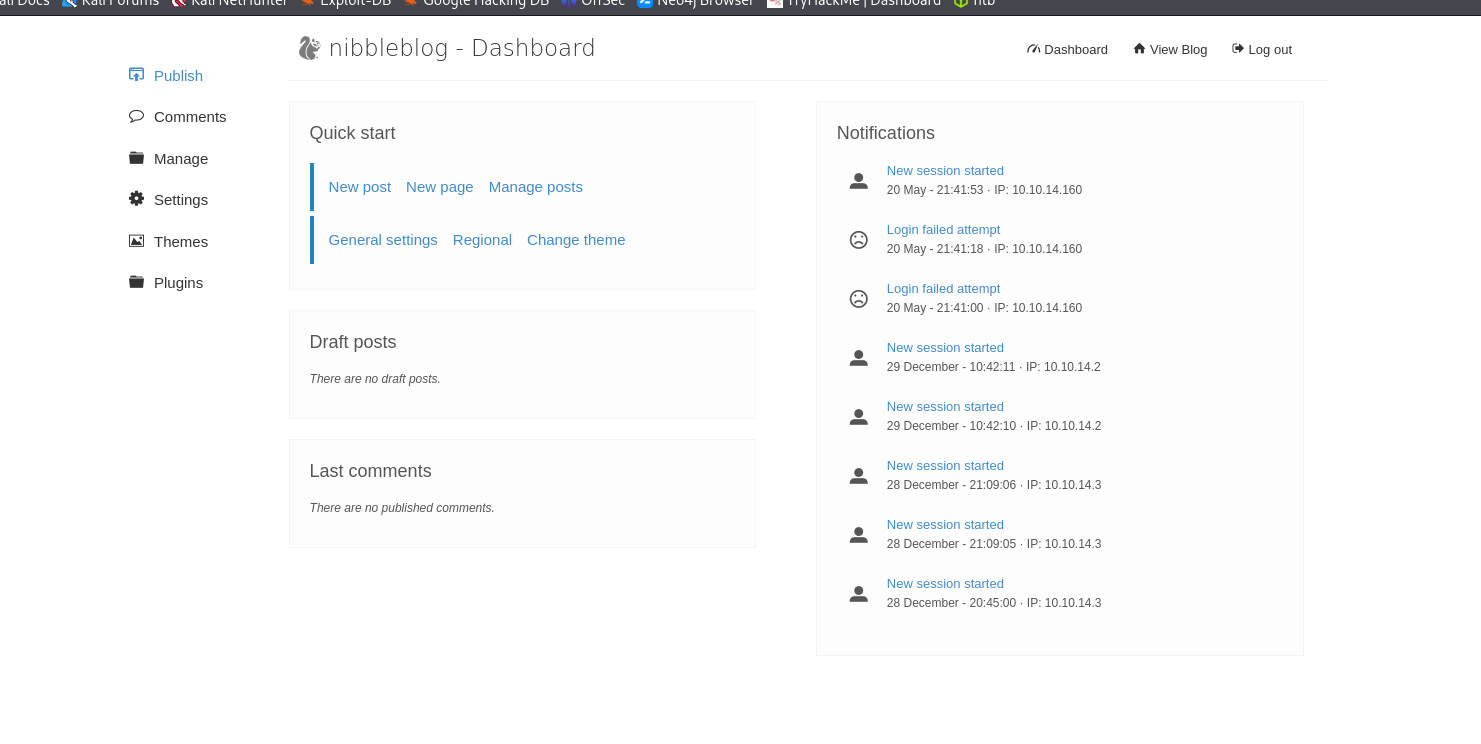 Kali Docs Kali Forums Kali NetHunter Exploit-DB Google Hacking DB OffSec Neo4j Browser TryHackMe | Dashboard htb
nibbleblog - Dashboard
Dashboard View Blog Log out
Publish
Comments
Manage
Settings
Themes
Plugins
Quick start
New post New page Manage posts
General settings Regional Change theme
Draft posts
There are no draft posts.
Last comments
There are no published comments.
Notifications
New session started
20 May - 21:41:53 · IP: 10.10.14.160
Login failed attempt
20 May - 21:41:18 · IP: 10.10.14.160
Login failed attempt
20 May - 21:41:00 · IP: 10.10.14.160
New session started
29 December - 10:42:11 · IP: 10.10.14.2
New session started
29 December - 10:42:10 · IP: 10.10.14.2
New session started
28 December - 21:09:06 · IP: 10.10.14.3
New session started
28 December - 21:09:05 · IP: 10.10.14.3
New session started
28 December - 20:45:00 · IP: 10.10.14.3